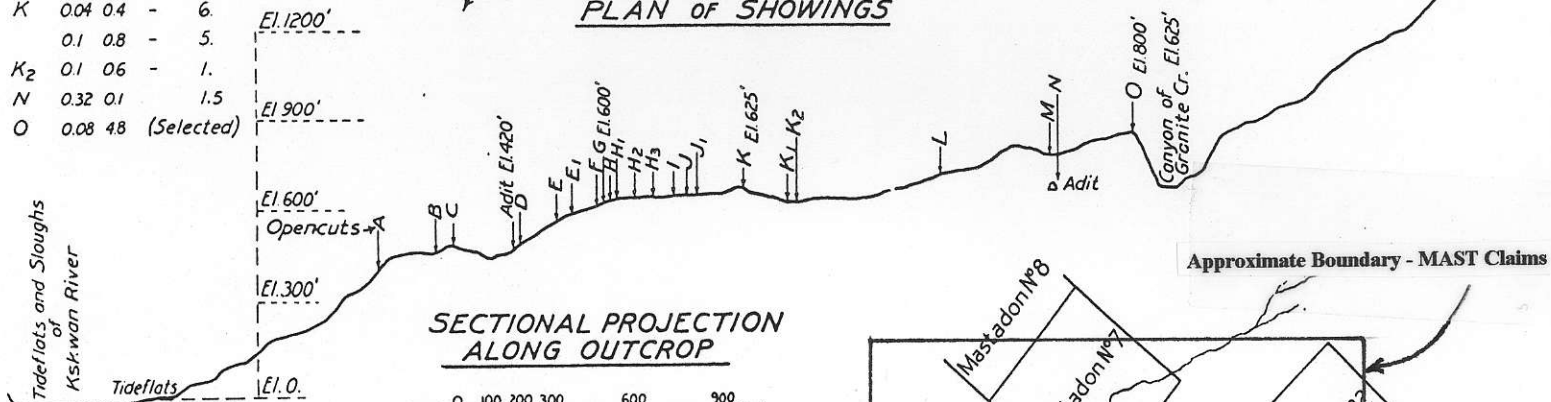 PLAN OF SHOWINGS
K 0.04 0.4 - 6.
0.1 0.8 - 5.
K2 0.1 06 - 1.
N 0.32 0.1 1.5
O 0.08 4.8 (Selected)
El.1200'
El 900'
El.600'
El.300'
El.0.
Tideflats and Sloughs
of
Kskwan River
Tideflats
Opencuts
A
B
C
Adit El.420'
D
E
E1
F
G El.600'
H
H1
H2
H3
I
J
J1
K El.625'
K1
K2
L
M
N
Adit
O El.800'
Canyon of
Granite Cr. El.625'
Approximate Boundary - MAST Claims
SECTIONAL PROJECTION
ALONG OUTCROP
0 100 200 300 600 900
Mastadon Nº8
adon Nº7